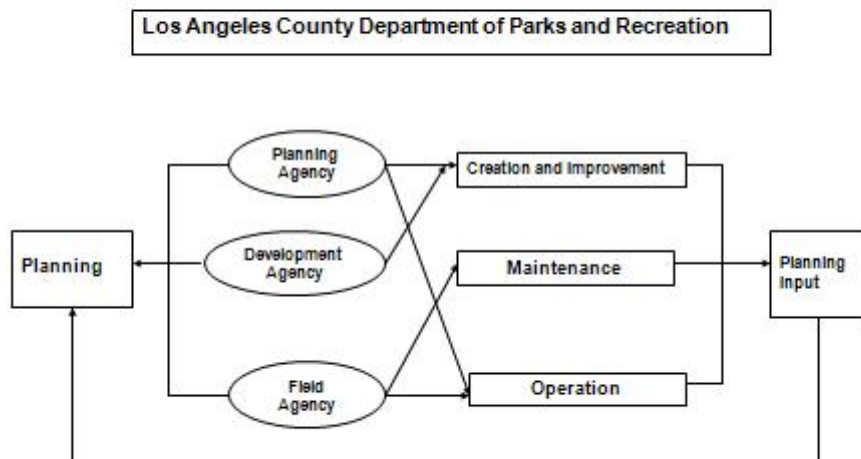 Los Angeles County Department of Parks and Recreation
Planning
Agency
Creation and Improvement
Planning
Development
Agency
Maintenance
Planning
Input
Field
Agency
Operation